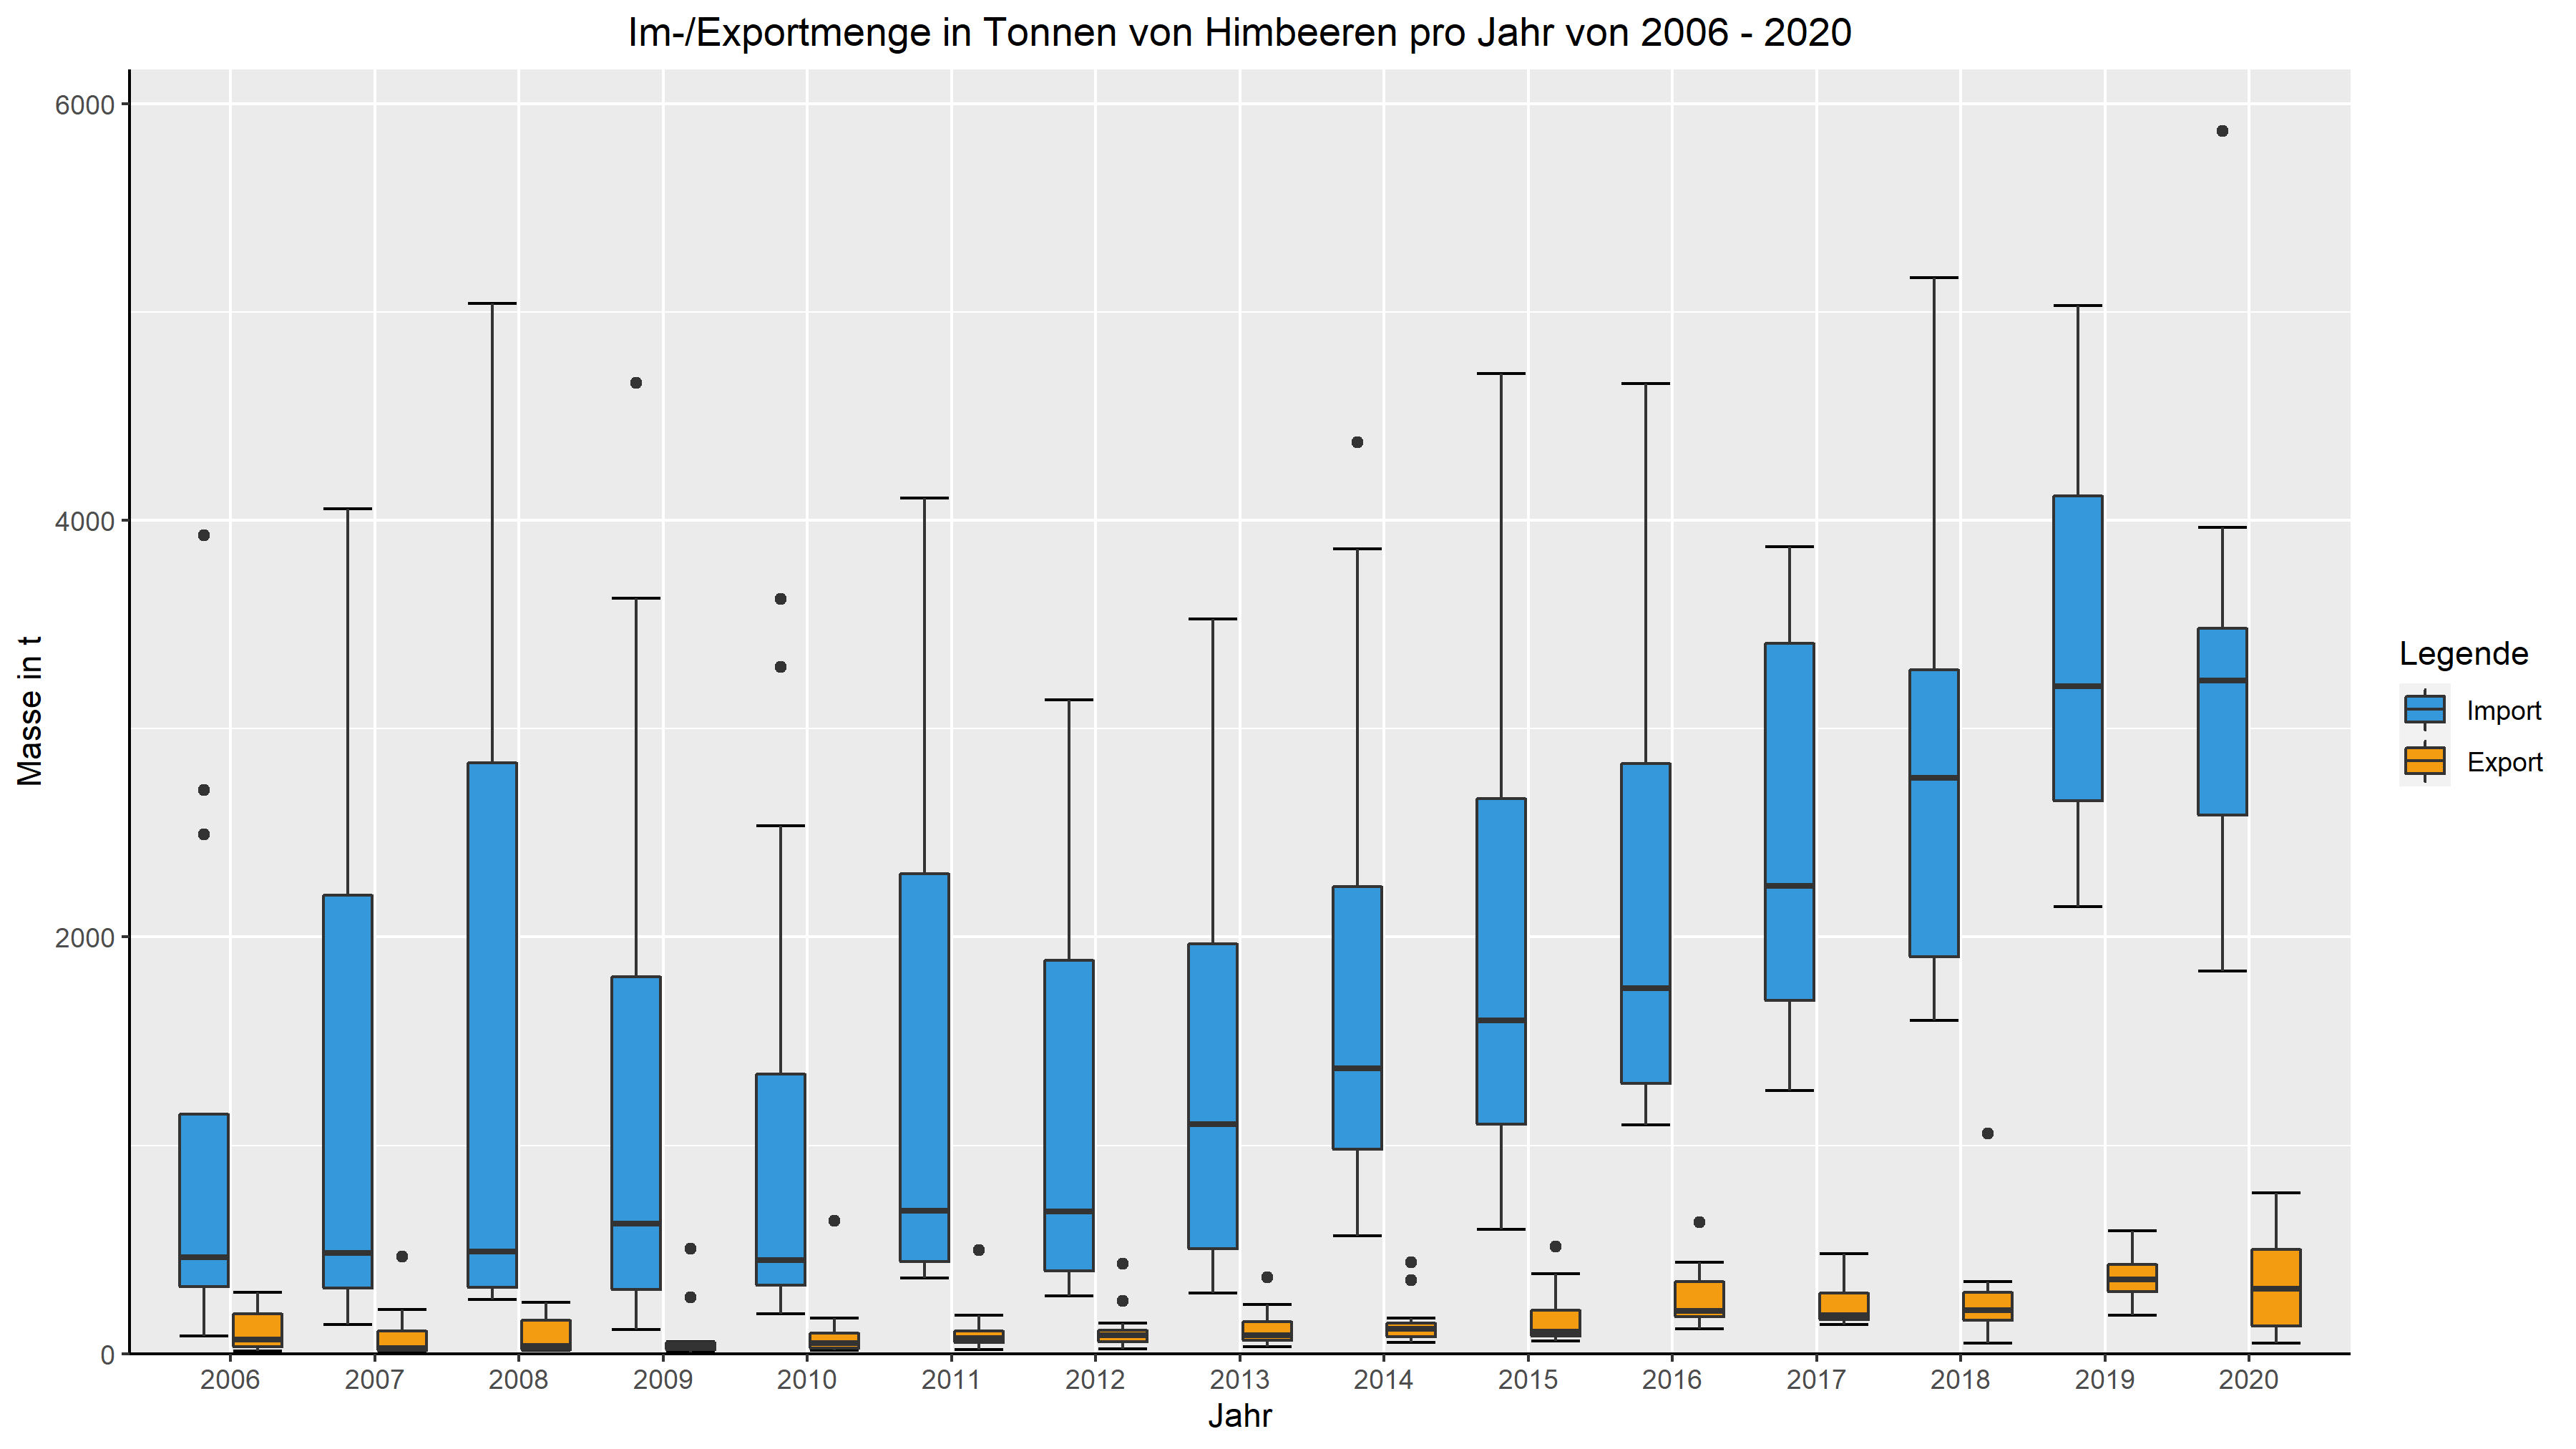 Im-/Exportmenge in Tonnen von Himbeeren pro Jahr von 2006 - 2020
6000
4000
2000
0
Masse in t
2006 2007 2008 2009 2010 2011 2012 2013 2014 2015 2016 2017 2018 2019 2020
Jahr
Legende
Import
Export